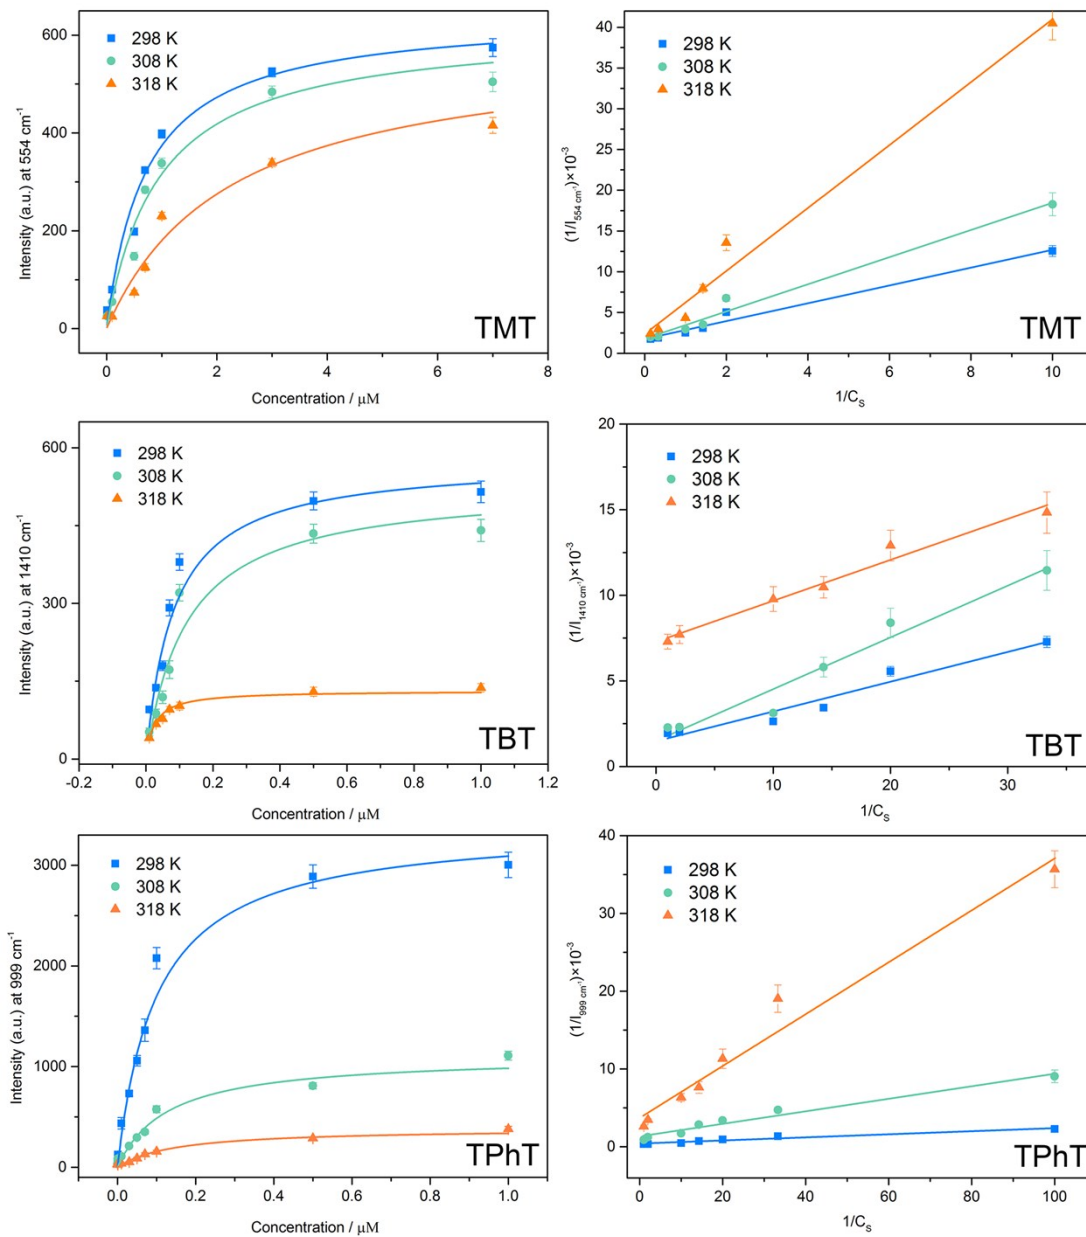 600
400
200
0
Intensity (a.u.) at 554 cm⁻¹
298 K
308 K
318 K
TMT
0
2
4
6
8
Concentration / μM
40
35
30
25
20
15
10
5
0
(1/I₅₅₄ cm⁻¹)×10⁻³
298 K
308 K
318 K
TMT
0
2
4
6
8
10
1/Cₛ
600
300
0
Intensity (a.u.) at 1410 cm⁻¹
298 K
308 K
318 K
TBT
-0.2
0.0
0.2
0.4
0.6
0.8
1.0
1.2
Concentration / μM
20
15
10
5
0
(1/I₁₄₁₀ cm⁻¹)×10⁻³
298 K
308 K
318 K
TBT
0
10
20
30
1/Cₛ
3000
2000
1000
0
Intensity (a.u.) at 999 cm⁻¹
298 K
308 K
318 K
TPhT
0.0
0.2
0.4
0.6
0.8
1.0
Concentration / μM
40
30
20
10
0
(1/I₉₉₉ cm⁻¹)×10⁻³
298 K
308 K
318 K
TPhT
0
20
40
60
80
100
1/Cₛ